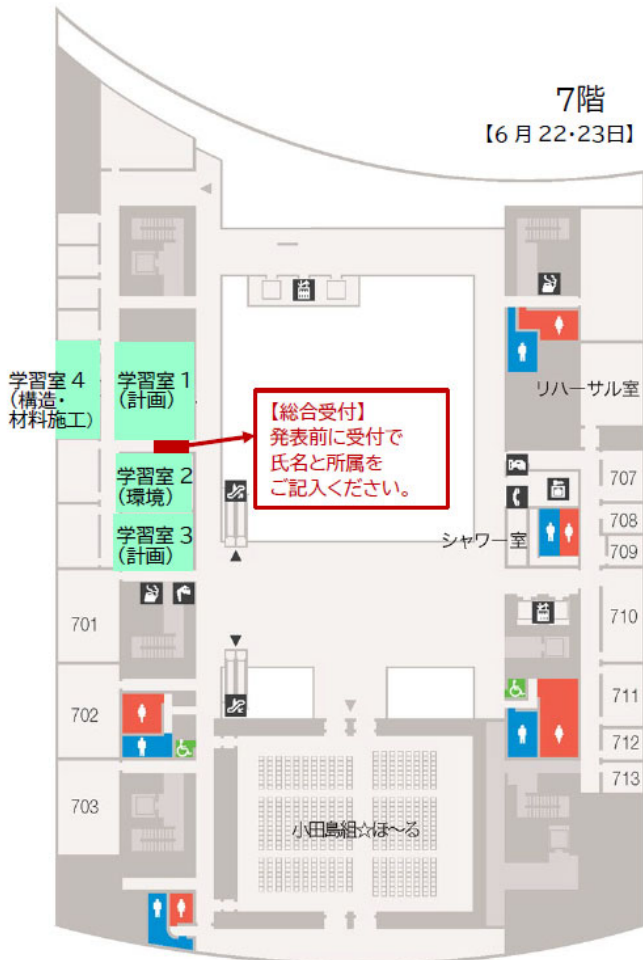 7階
【6月22・23日】
学習室4
(構造・
材料施工)
学習室1
(計画)
【総合受付】
発表前に受付で
氏名と所属を
ご記入ください。
リハーサル室
学習室2
(環境)
707
708
学習室3
(計画)
シャワー室
709
701
710
702
711
712
703
713
小田島組☆ほ~る